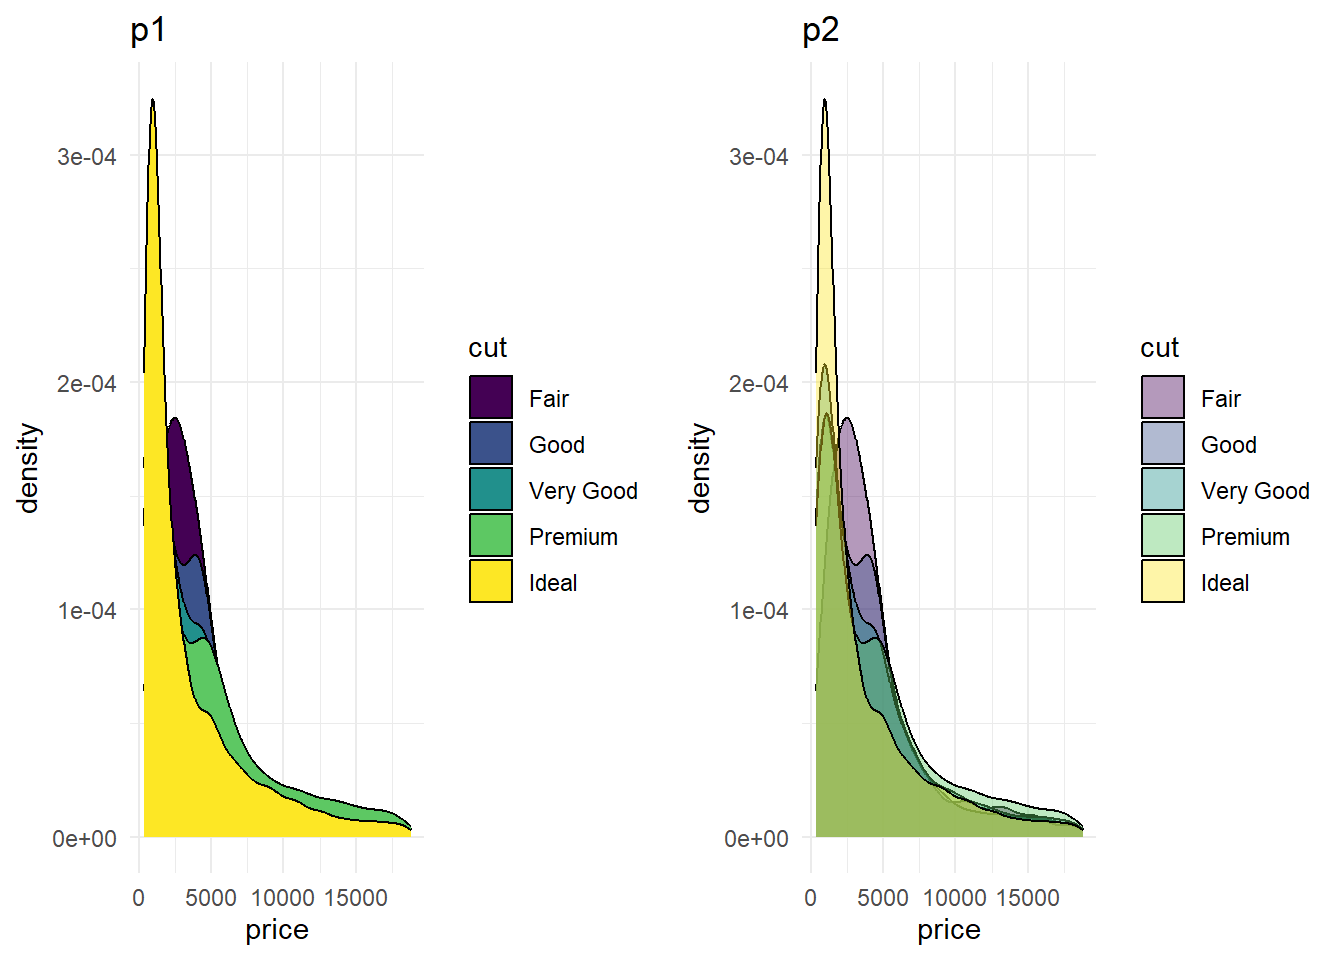 p1
3e-04
2e-04
1e-04
0e+00
density
0 5000 10000 15000
price
cut
Fair
Good
Very Good
Premium
Ideal
p2
3e-04
2e-04
1e-04
0e+00
density
0 5000 10000 15000
price
cut
Fair
Good
Very Good
Premium
Ideal